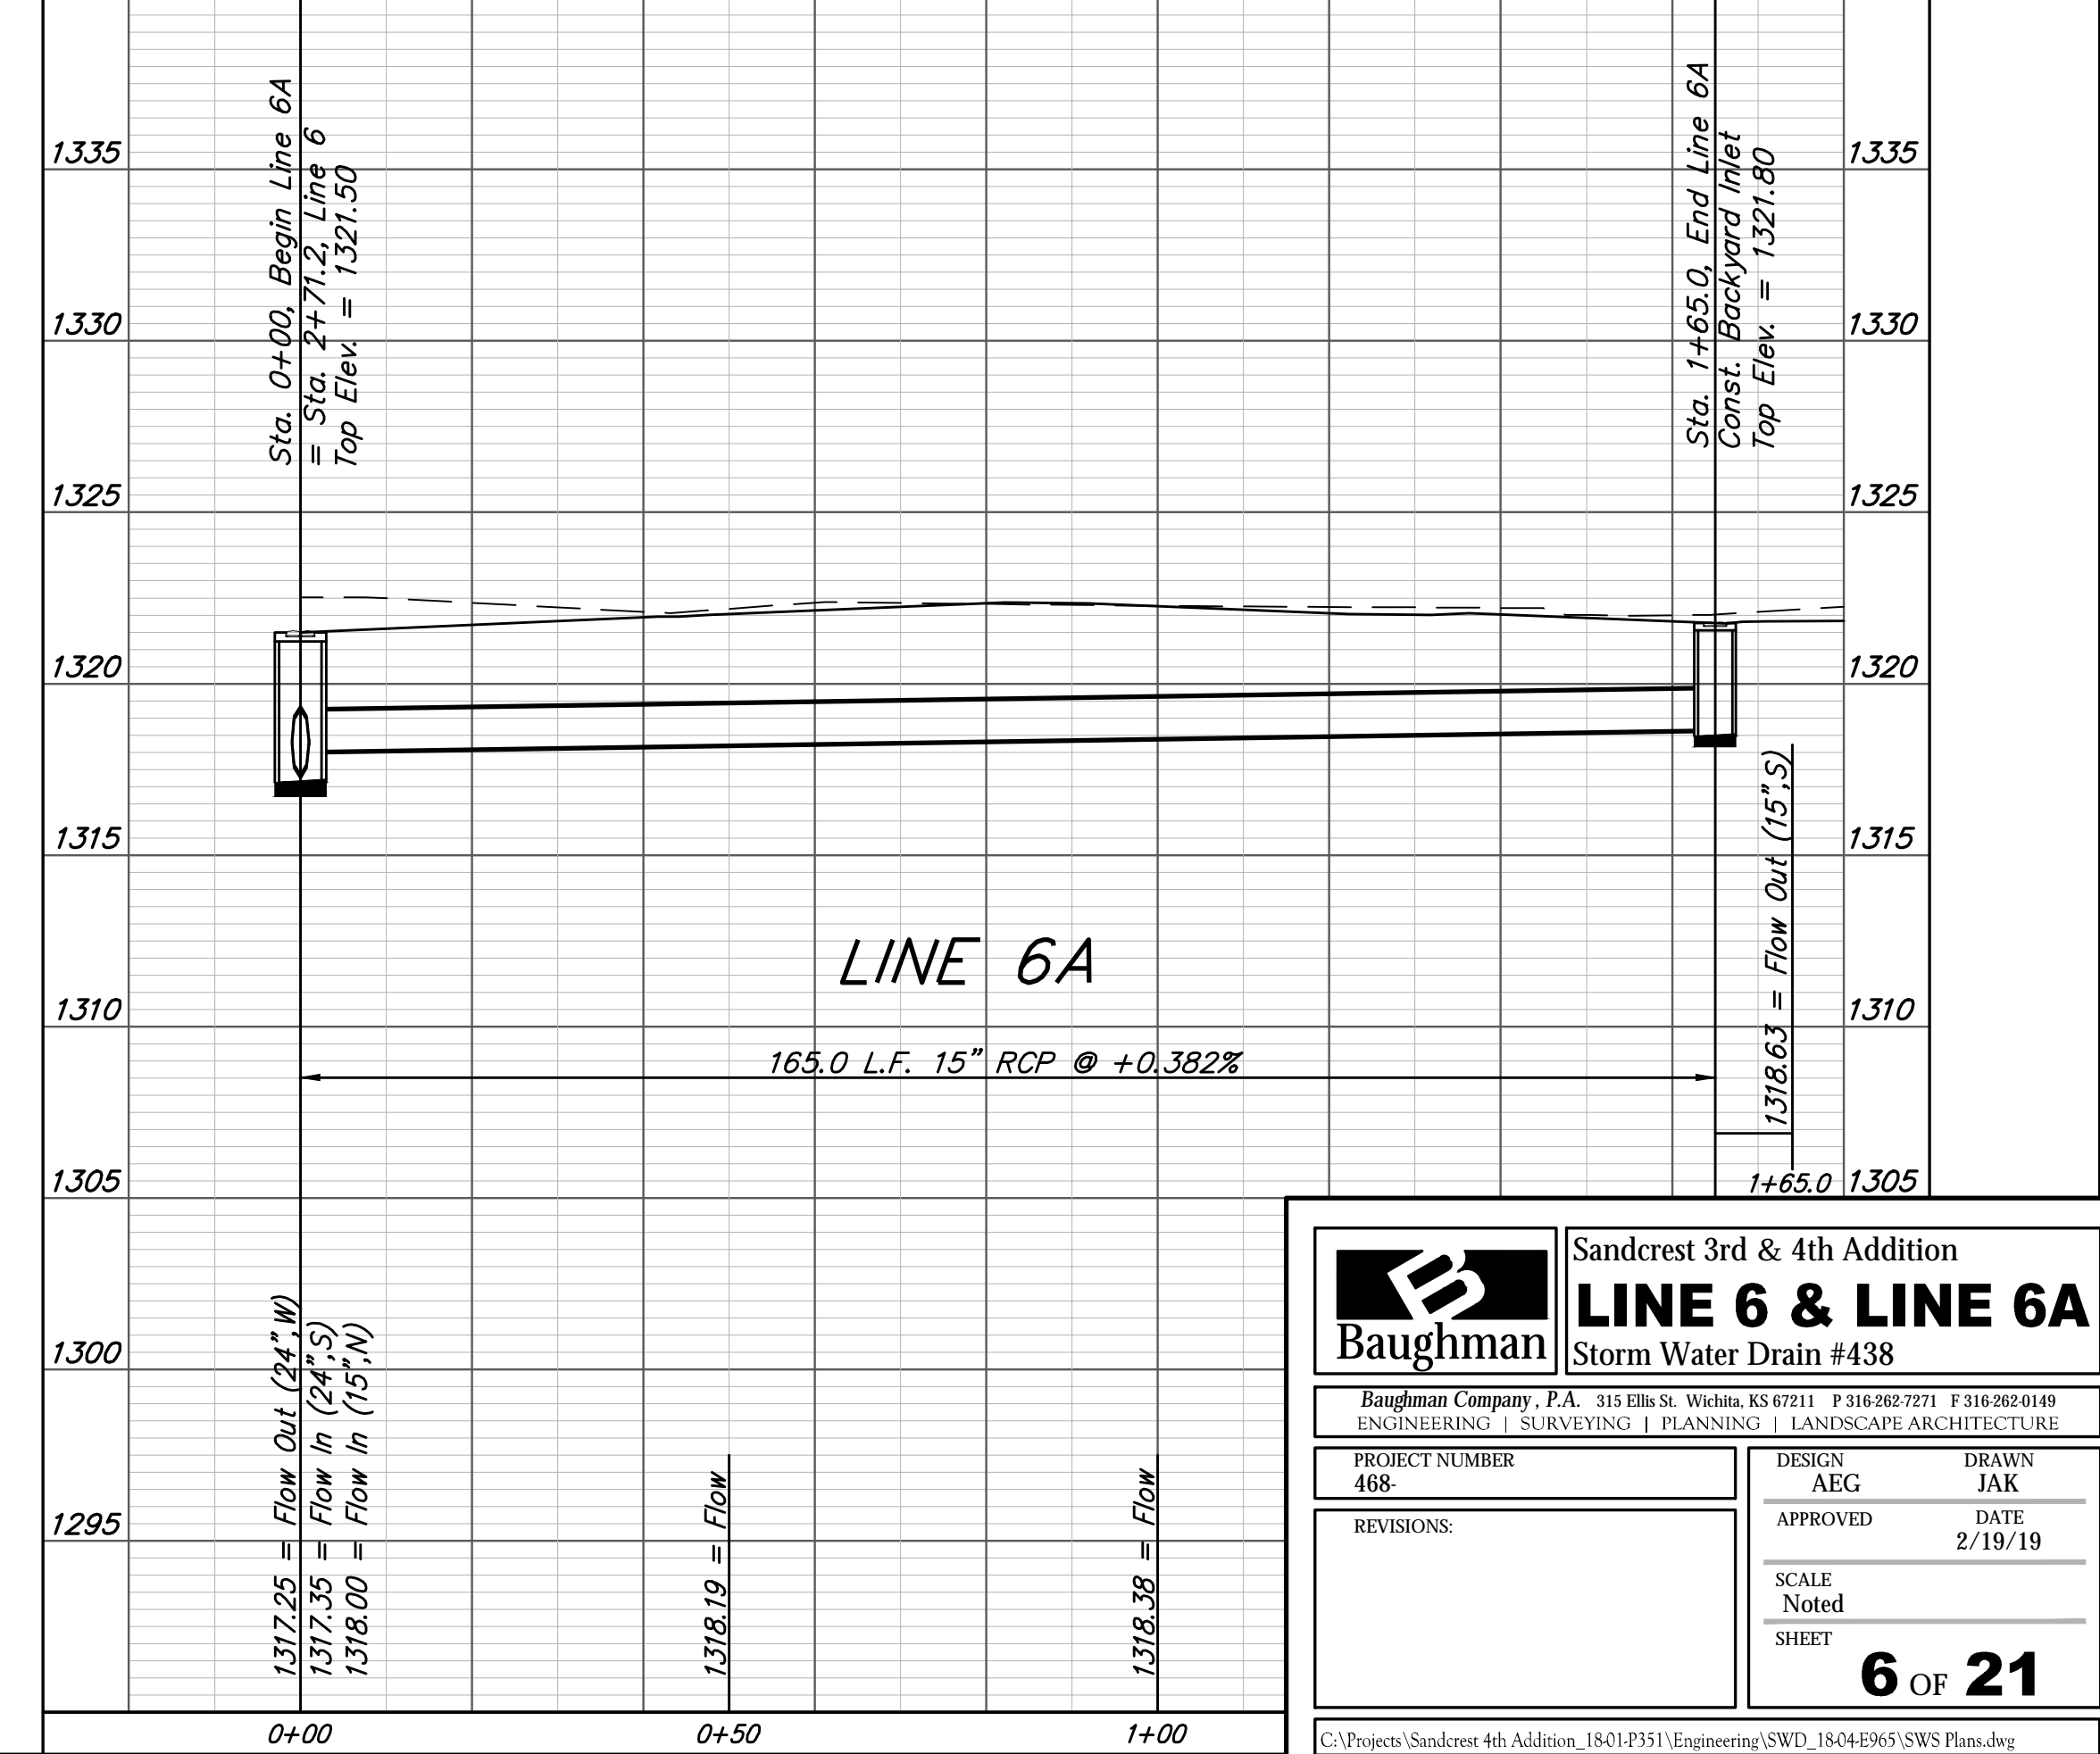 Sta. 0+00, Begin Line 6A
= Sta. 2+71.2, Line 6
Top Elev. = 1321.50
Sta. 1+65.0, End Line 6A
Const. Backyard Inlet
Top Elev. = 1321.80
1335
1335
1330
1330
1325
1325
1320
1320
1315
1315
1310
1310
1305
1305
1300
1295
LINE 6A
165.0 L.F. 15" RCP @ +0.382%
1318.63 = Flow Out (15",S)
1+65.0
1317.25 = Flow Out (24",W)
1317.35 = Flow In (24",S)
1318.00 = Flow In (15",N)
1318.19 = Flow
1318.38 = Flow
0+00
0+50
1+00
Baughman
Sandcrest 3rd & 4th Addition
LINE 6 & LINE 6A
Storm Water Drain #438
Baughman Company, P.A. 315 Ellis St. Wichita, KS 67211 P 316-262-7271 F 316-262-0149
ENGINEERING | SURVEYING | PLANNING | LANDSCAPE ARCHITECTURE
PROJECT NUMBER
468-
REVISIONS:
DESIGN
AEG
DRAWN
JAK
APPROVED
DATE
2/19/19
SCALE
Noted
SHEET
6 OF 21
C:\Projects\Sandcrest 4th Addition_18-01-P351\Engineering\SWD_18-04-E965\SWS Plans.dwg